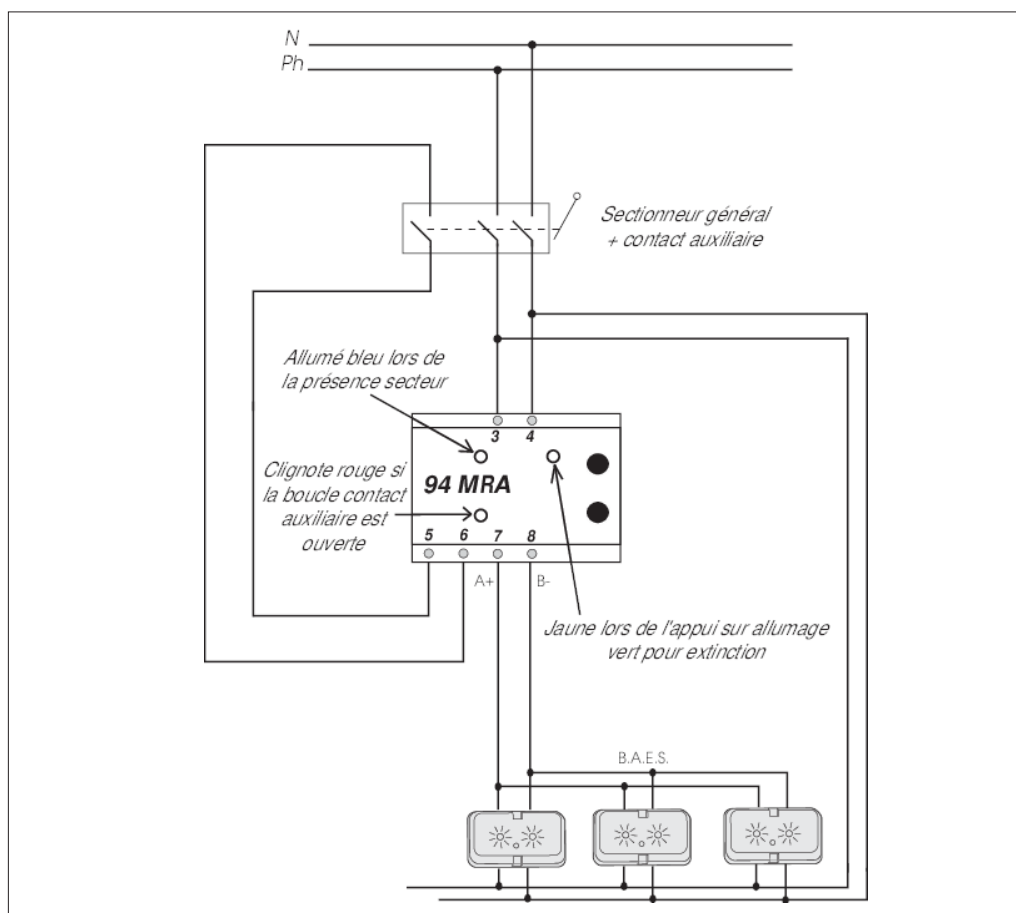 N
Ph
Sectionneur général
+ contact auxiliaire
Allumé bleu lors de
la présence secteur
3 4
Clignote rouge si
la boucle contact
auxiliaire est
ouverte
94 MRA
5 6 7 8
A+ B-
Jaune lors de l'appui sur allumage
vert pour extinction
B.A.E.S.